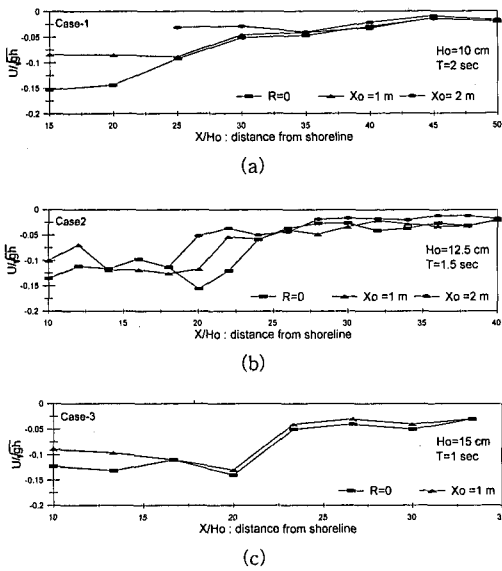 0
-0.05
-0.1
-0.15
-0.2
U/√gh
Case-1
Ho=10 cm
T=2 sec
R=0
Xo =1 m
Xo= 2 m
15
20
25
30
35
40
45
50
X/Ho : distance from shoreline
(a)
0
-0.05
-0.1
-0.15
-0.2
U/√gh
Case2
Ho=12.5cm
T=1.5 sec
R=0
Xo =1 m
Xo =2 m
10
15
20
25
30
35
40
X/Ho : distance from shoreline
(b)
0
-0.05
-0.1
-0.15
-0.2
U/√gh
Case-3
Ho=15 cm
T=1 sec
R=0
Xo =1 m
10
15
20
25
30
3
X/Ho : distance from shoreline
(c)